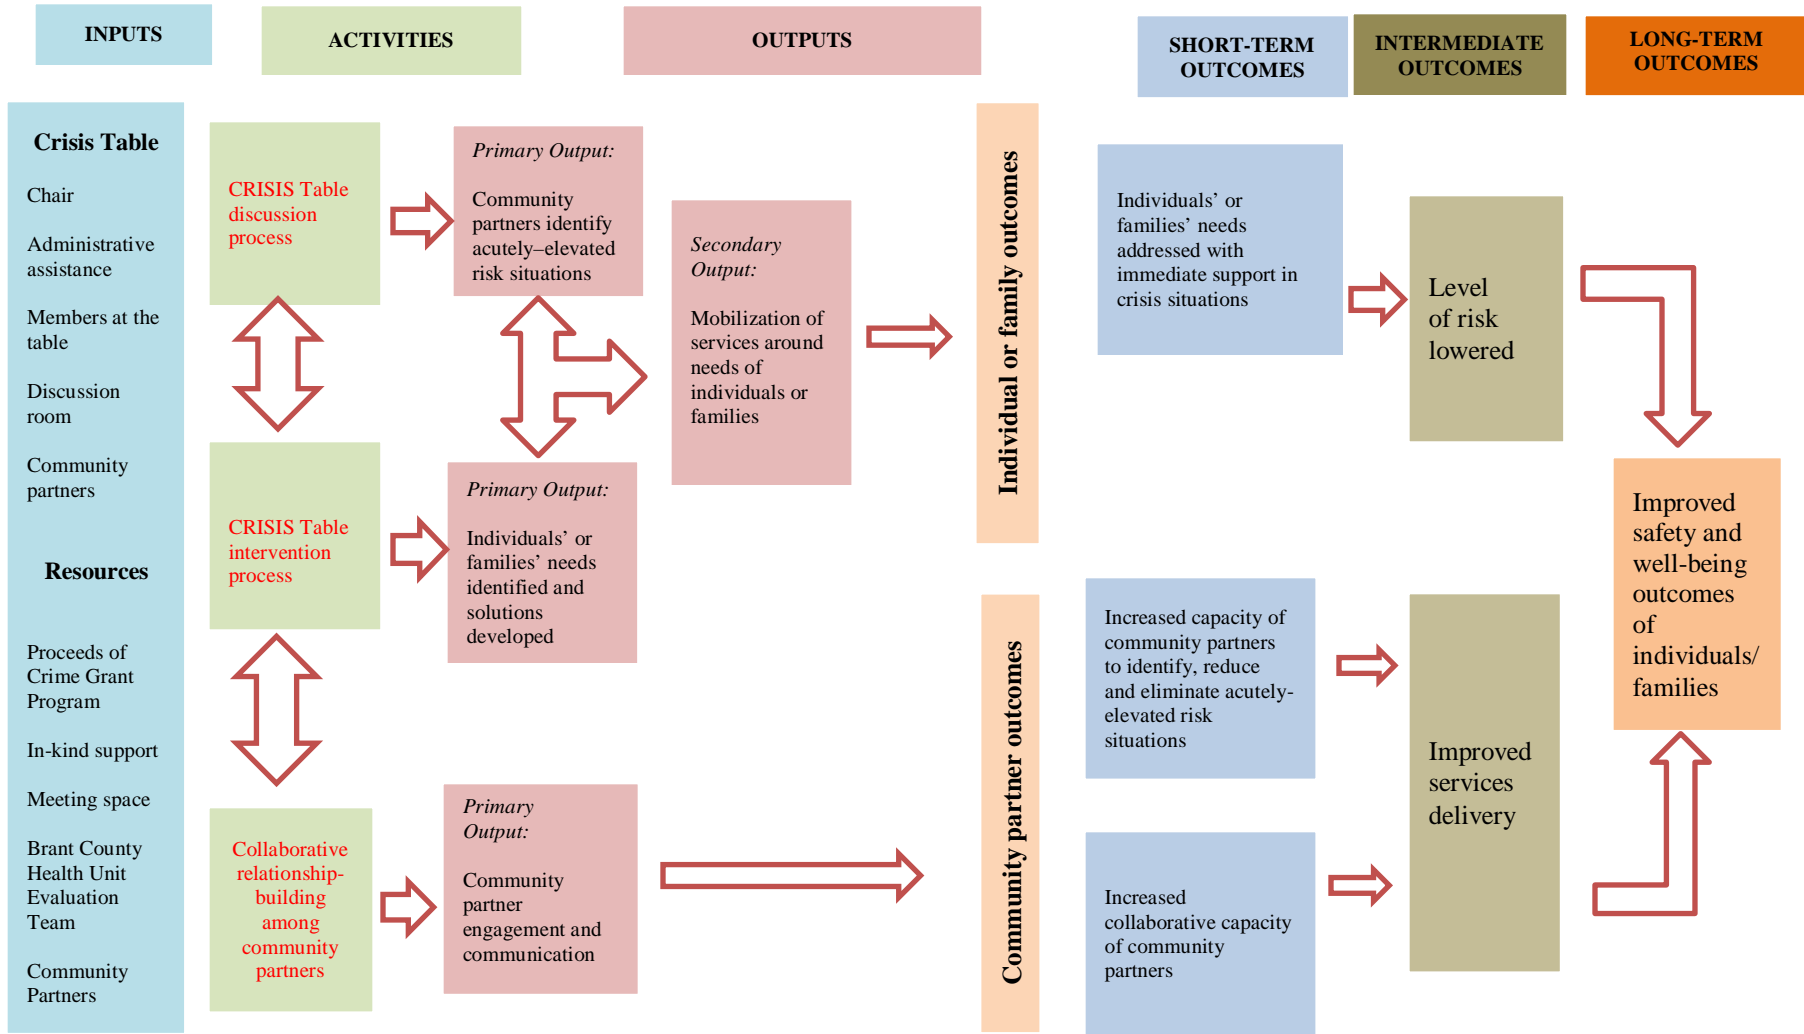 INPUTS
ACTIVITIES
OUTPUTS
SHORT-TERM
OUTCOMES
INTERMEDIATE
OUTCOMES
LONG-TERM
OUTCOMES
Crisis Table
Chair
Administrative
assistance
Members at the
table
Discussion
room
Community
partners
Resources
Proceeds of
Crime Grant
Program
In-kind support
Meeting space
Brant County
Health Unit
Evaluation
Team
Community
Partners
CRISIS Table
discussion
process
CRISIS Table
intervention
process
Collaborative
relationship-
building
among
community
partners
Primary Output:
Community
partners identify
acutely–elevated
risk situations
Primary Output:
Individuals’ or
families’ needs
identified and
solutions
developed
Primary
Output:
Community
partner
engagement and
communication
Secondary
Output:
Mobilization of
services around
needs of
individuals or
families
Individual or family outcomes
Community partner outcomes
Individuals’ or
families’ needs
addressed with
immediate support in
crisis situations
Increased capacity of
community partners
to identify, reduce
and eliminate acutely-
elevated risk
situations
Increased
collaborative capacity
of community
partners
Level
of risk
lowered
Improved
services
delivery
Improved
safety and
well-being
outcomes
of
individuals/
families